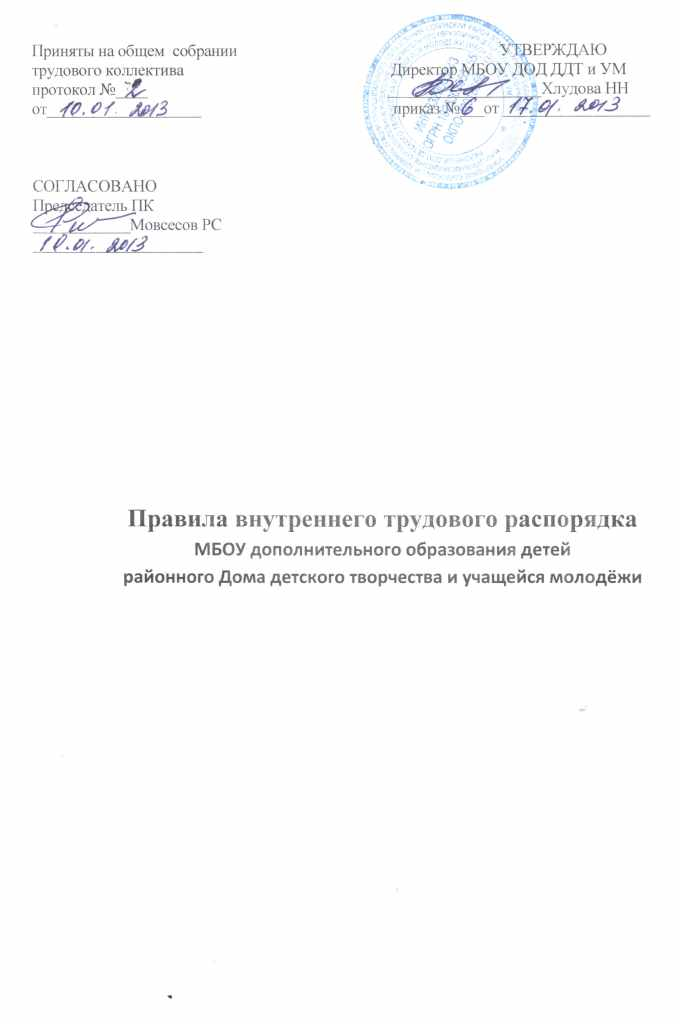 Приняты на общем собрании
трудового коллектива
протокол № 2
от 10.01. 2013
УТВЕРЖДАЮ
Директор МБОУ ДОД ДДТ и УМ
Хлудова НН
приказ № 6 от 17.01. 2013
ОГРН
ОКПО
СОГЛАСОВАНО
Председатель ПК
Мовсесов РС
10.01. 2013
Правила внутреннего трудового распорядка
МБОУ дополнительного образования детей
районного Дома детского творчества и учащейся молодёжи